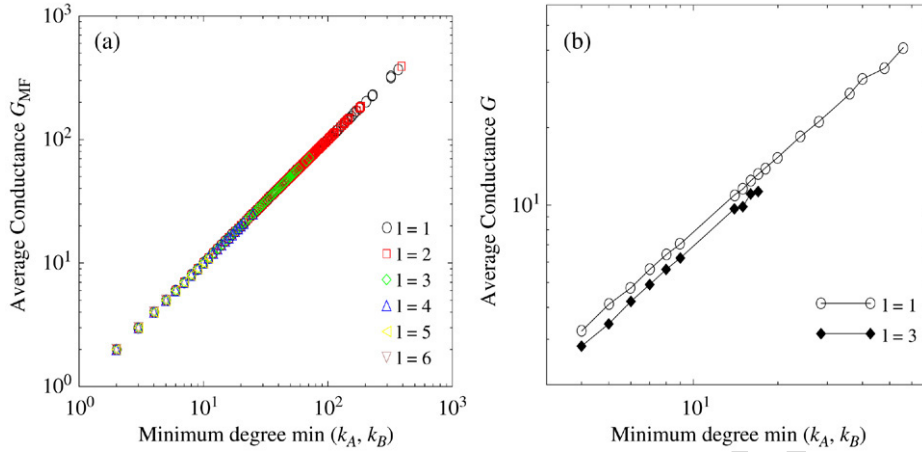 (a)
Average Conductance G_MF
10^3
10^2
10^1
10^0
l = 1
l = 2
l = 3
l = 4
l = 5
l = 6
10^0 10^1 10^2 10^3
Minimum degree min (k_A, k_B)
(b)
Average Conductance G
10^1
l = 1
l = 3
10^1
Minimum degree min (k_A, k_B)